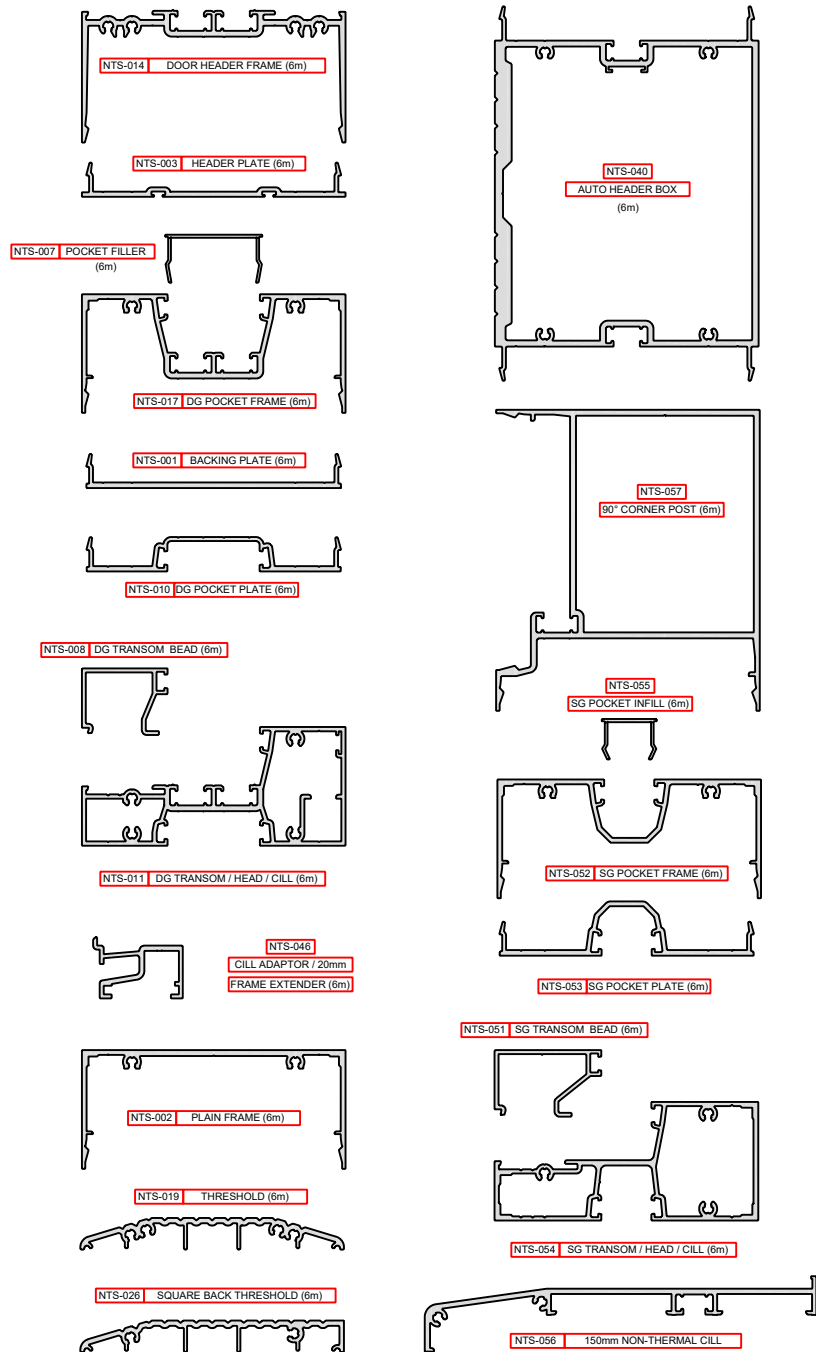 NTS-014 DOOR HEADER FRAME (6m)
NTS-003 HEADER PLATE (6m)
NTS-007 POCKET FILLER
(6m)
NTS-017 DG POCKET FRAME (6m)
NTS-001 BACKING PLATE (6m)
NTS-010 DG POCKET PLATE (6m)
NTS-008 DG TRANSOM BEAD (6m)
NTS-011 DG TRANSOM / HEAD / CILL (6m)
NTS-046
CILL ADAPTOR / 20mm
FRAME EXTENDER (6m)
NTS-002 PLAIN FRAME (6m)
NTS-019 THRESHOLD (6m)
NTS-026 SQUARE BACK THRESHOLD (6m)
NTS-040
AUTO HEADER BOX
(6m)
NTS-057
90° CORNER POST (6m)
NTS-055
SG POCKET INFILL (6m)
NTS-052 SG POCKET FRAME (6m)
NTS-053 SG POCKET PLATE (6m)
NTS-051 SG TRANSOM BEAD (6m)
NTS-054 SG TRANSOM / HEAD / CILL (6m)
NTS-056 150mm NON-THERMAL CILL